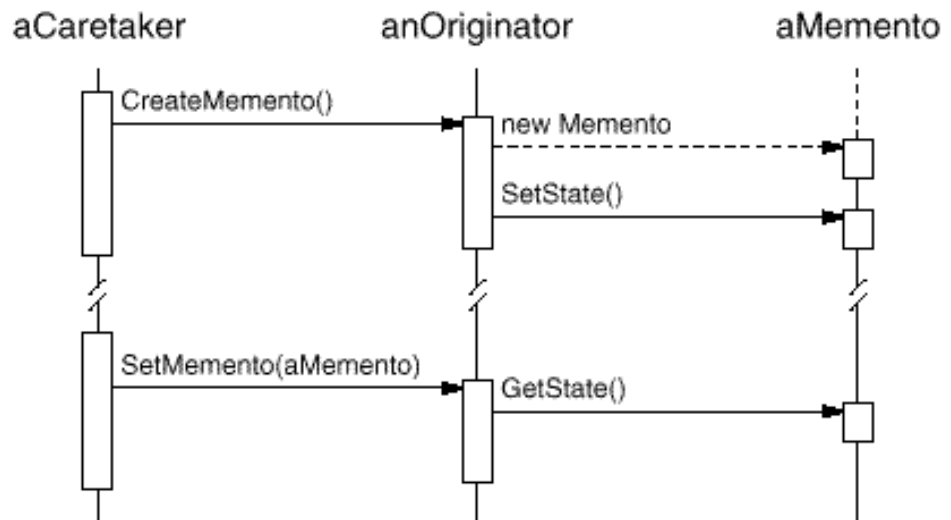 aCaretaker anOriginator aMemento
CreateMemento()
new Memento
SetState()
SetMemento(aMemento)
GetState()